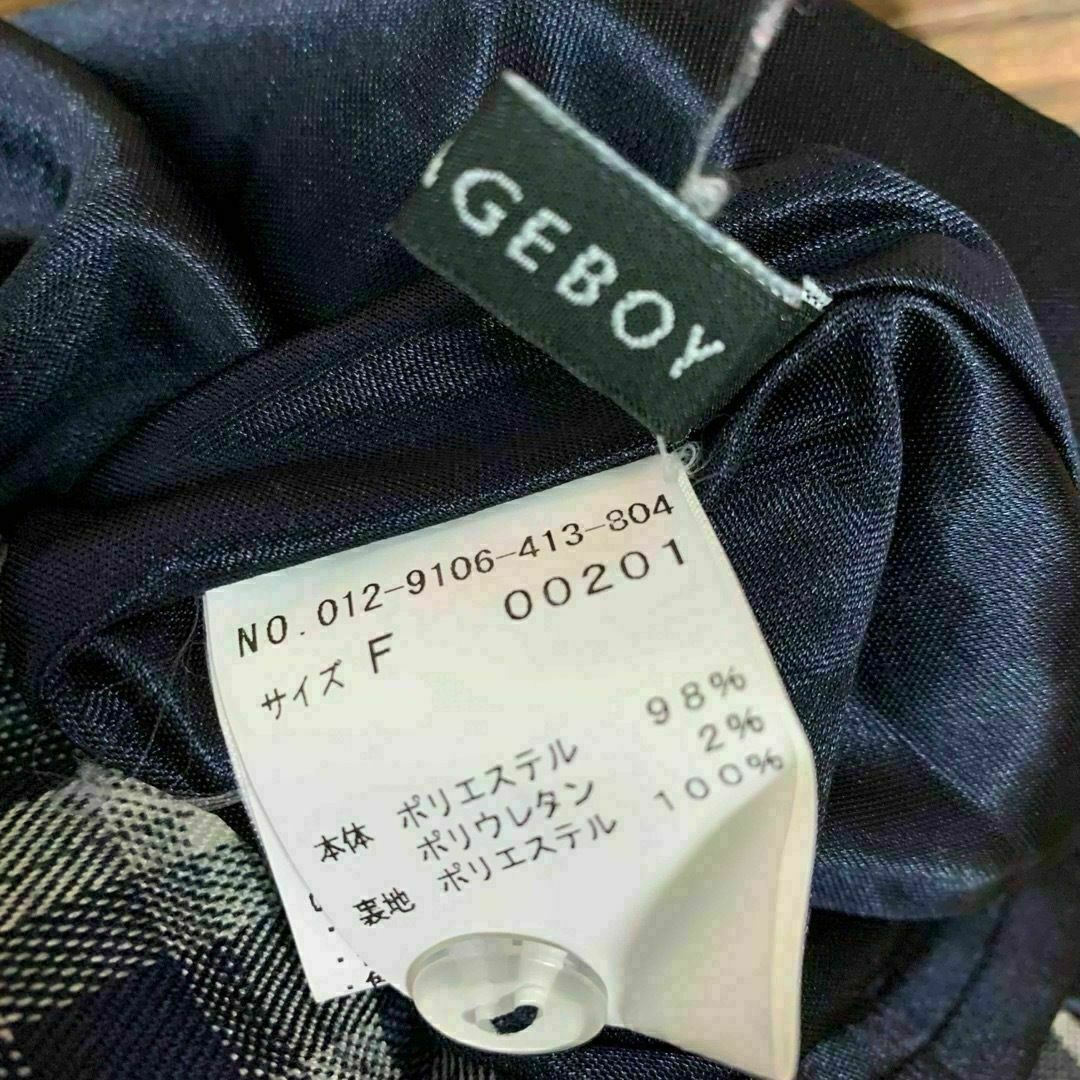 GEBOY
NO.012-9106-413-804
サイズ F 00201
本体 ポリエステル 98%
ポリウレタン 2%
裏地 ポリエステル 100%